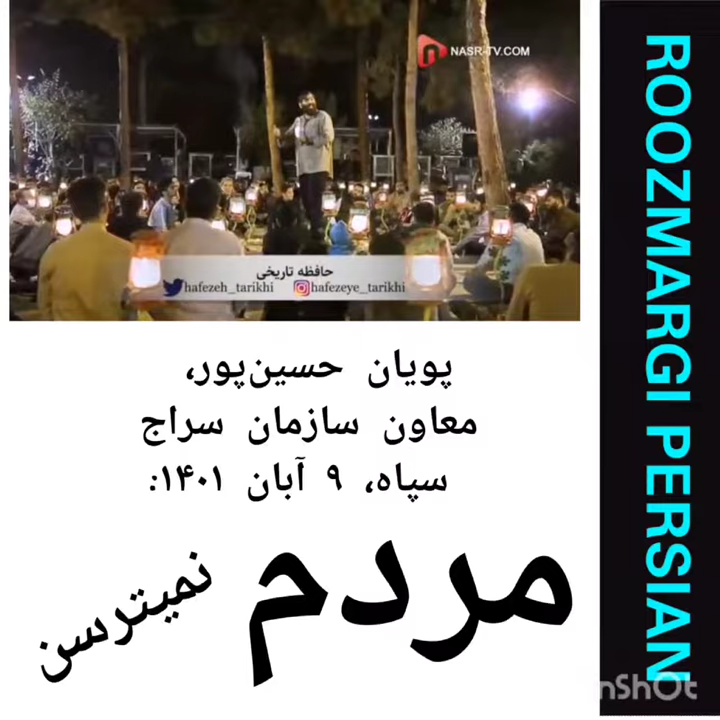 NASR-TV.COM
حافظه تاریخی
hafezeh_tarikhi hafezeye_tarikhi
پویان حسین‌پور،
معاون سازمان سراج
سپاه، ۹ آبان ۱۴۰۱:
مردم نمیترسن
ROOZMARGI PERSIAN
InShOt